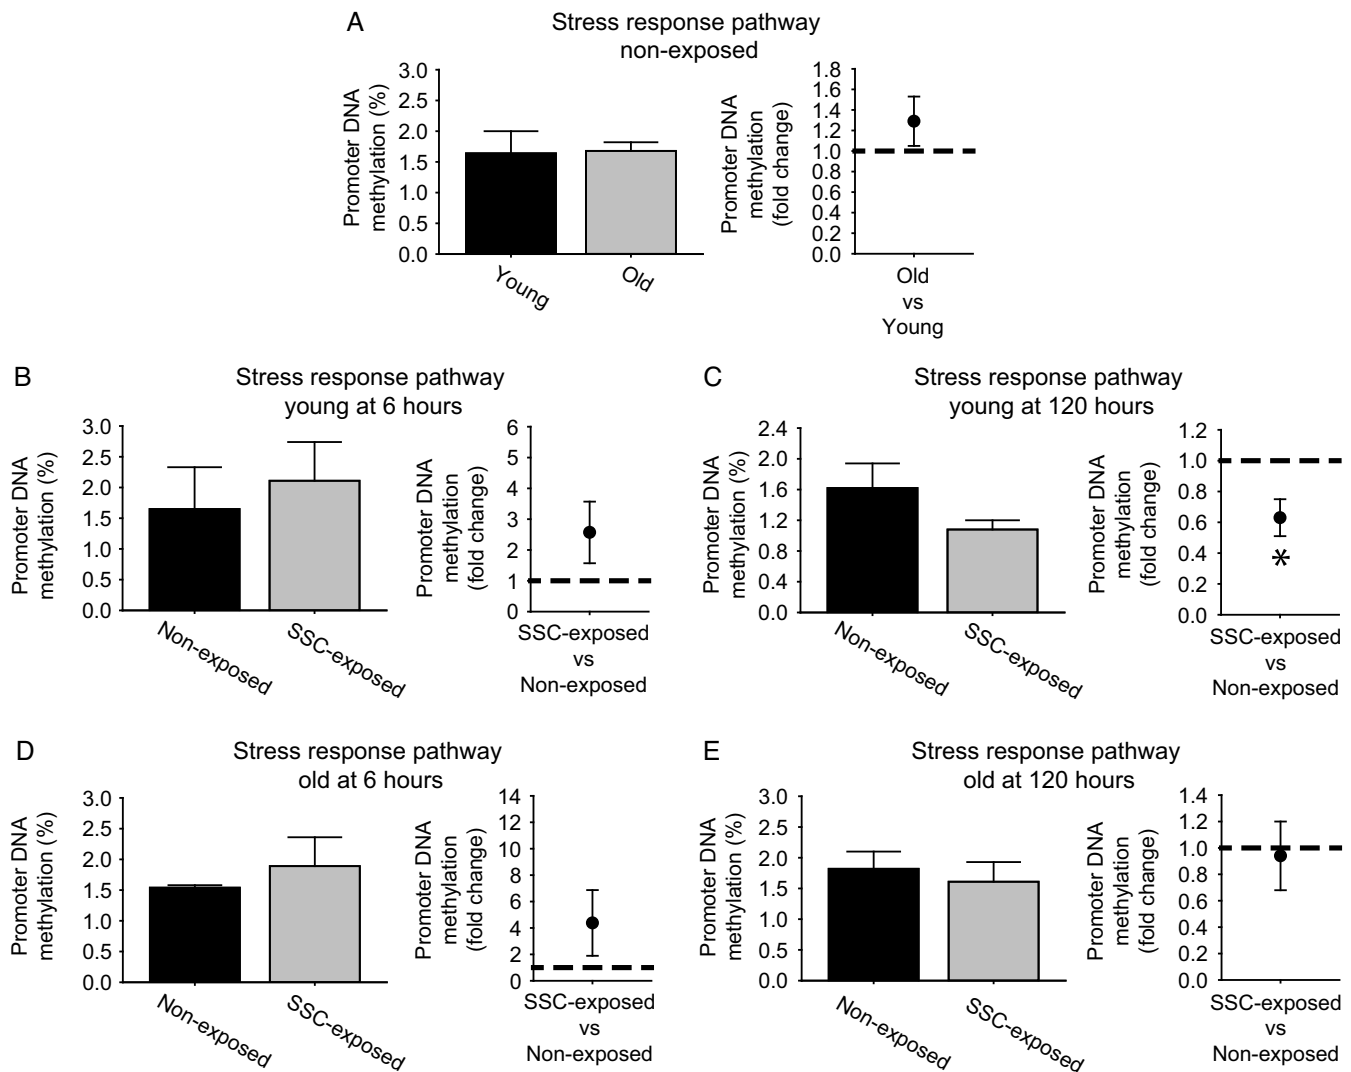 A
Stress response pathway
non-exposed
Promoter DNA
methylation (%)
3.0
2.5
2.0
1.5
1.0
0.5
0.0
Young
Old
Promoter DNA
methylation
(fold change)
1.8
1.6
1.4
1.2
1.0
0.8
0.6
0.4
0.2
0.0
Old
vs
Young
B
Stress response pathway
young at 6 hours
Promoter DNA
methylation (%)
3.0
2.5
2.0
1.5
1.0
0.5
0.0
Non-exposed
SSC-exposed
Promoter DNA
methylation
(fold change)
6
5
4
3
2
1
0
SSC-exposed
vs
Non-exposed
C
Stress response pathway
young at 120 hours
Promoter DNA
methylation (%)
2.4
2.0
1.6
1.2
0.8
0.4
0.0
Non-exposed
SSC-exposed
Promoter DNA
methylation
(fold change)
1.2
1.0
0.8
0.6
0.4
0.2
0.0
*
SSC-exposed
vs
Non-exposed
D
Stress response pathway
old at 6 hours
Promoter DNA
methylation (%)
3.0
2.5
2.0
1.5
1.0
0.5
0.0
Non-exposed
SSC-exposed
Promoter DNA
methylation
(fold change)
14
12
10
8
6
4
2
0
SSC-exposed
vs
Non-exposed
E
Stress response pathway
old at 120 hours
Promoter DNA
methylation (%)
3.0
2.5
2.0
1.5
1.0
0.5
0.0
Non-exposed
SSC-exposed
Promoter DNA
methylation
(fold change)
1.4
1.2
1.0
0.8
0.6
0.4
0.2
0.0
SSC-exposed
vs
Non-exposed